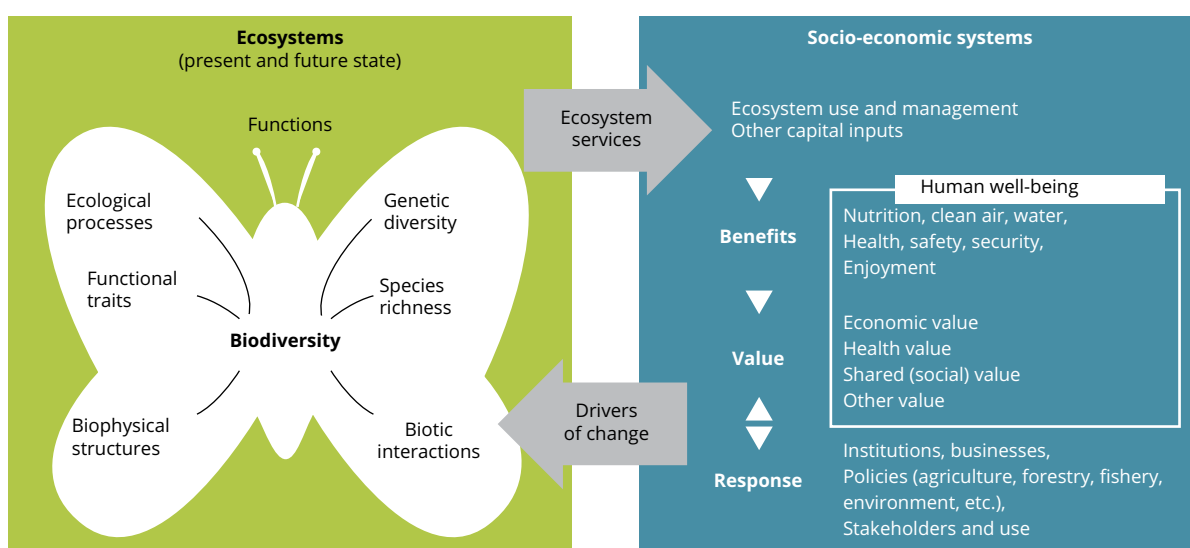 Ecosystems
(present and future state)
Functions
Ecological
processes
Genetic
diversity
Functional
traits
Species
richness
Biodiversity
Biophysical
structures
Biotic
interactions
Ecosystem
services
Drivers
of change
Socio-economic systems
Ecosystem use and management
Other capital inputs
Human well-being
Benefits
Nutrition, clean air, water,
Health, safety, security,
Enjoyment
Value
Economic value
Health value
Shared (social) value
Other value
Response
Institutions, businesses,
Policies (agriculture, forestry, fishery,
environment, etc.),
Stakeholders and use